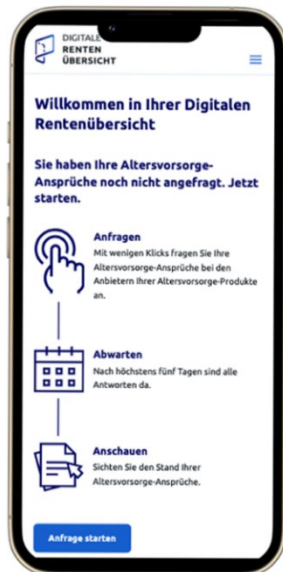 DIGITALE
RENTEN
ÜBERSICHT
Willkommen in Ihrer Digitalen
Rentenübersicht
Sie haben Ihre Altersvorsorge-
Ansprüche noch nicht angefragt. Jetzt
starten.
Anfragen
Mit wenigen Klicks fragen Sie Ihre
Altersvorsorge-Ansprüche bei den
Anbietern Ihrer Altersvorsorge-Produkte
an.
Abwarten
Nach höchstens fünf Tagen sind alle
Antworten da.
Anschauen
Sichten Sie den Stand Ihrer
Altersvorsorge-Ansprüche.
Anfrage starten